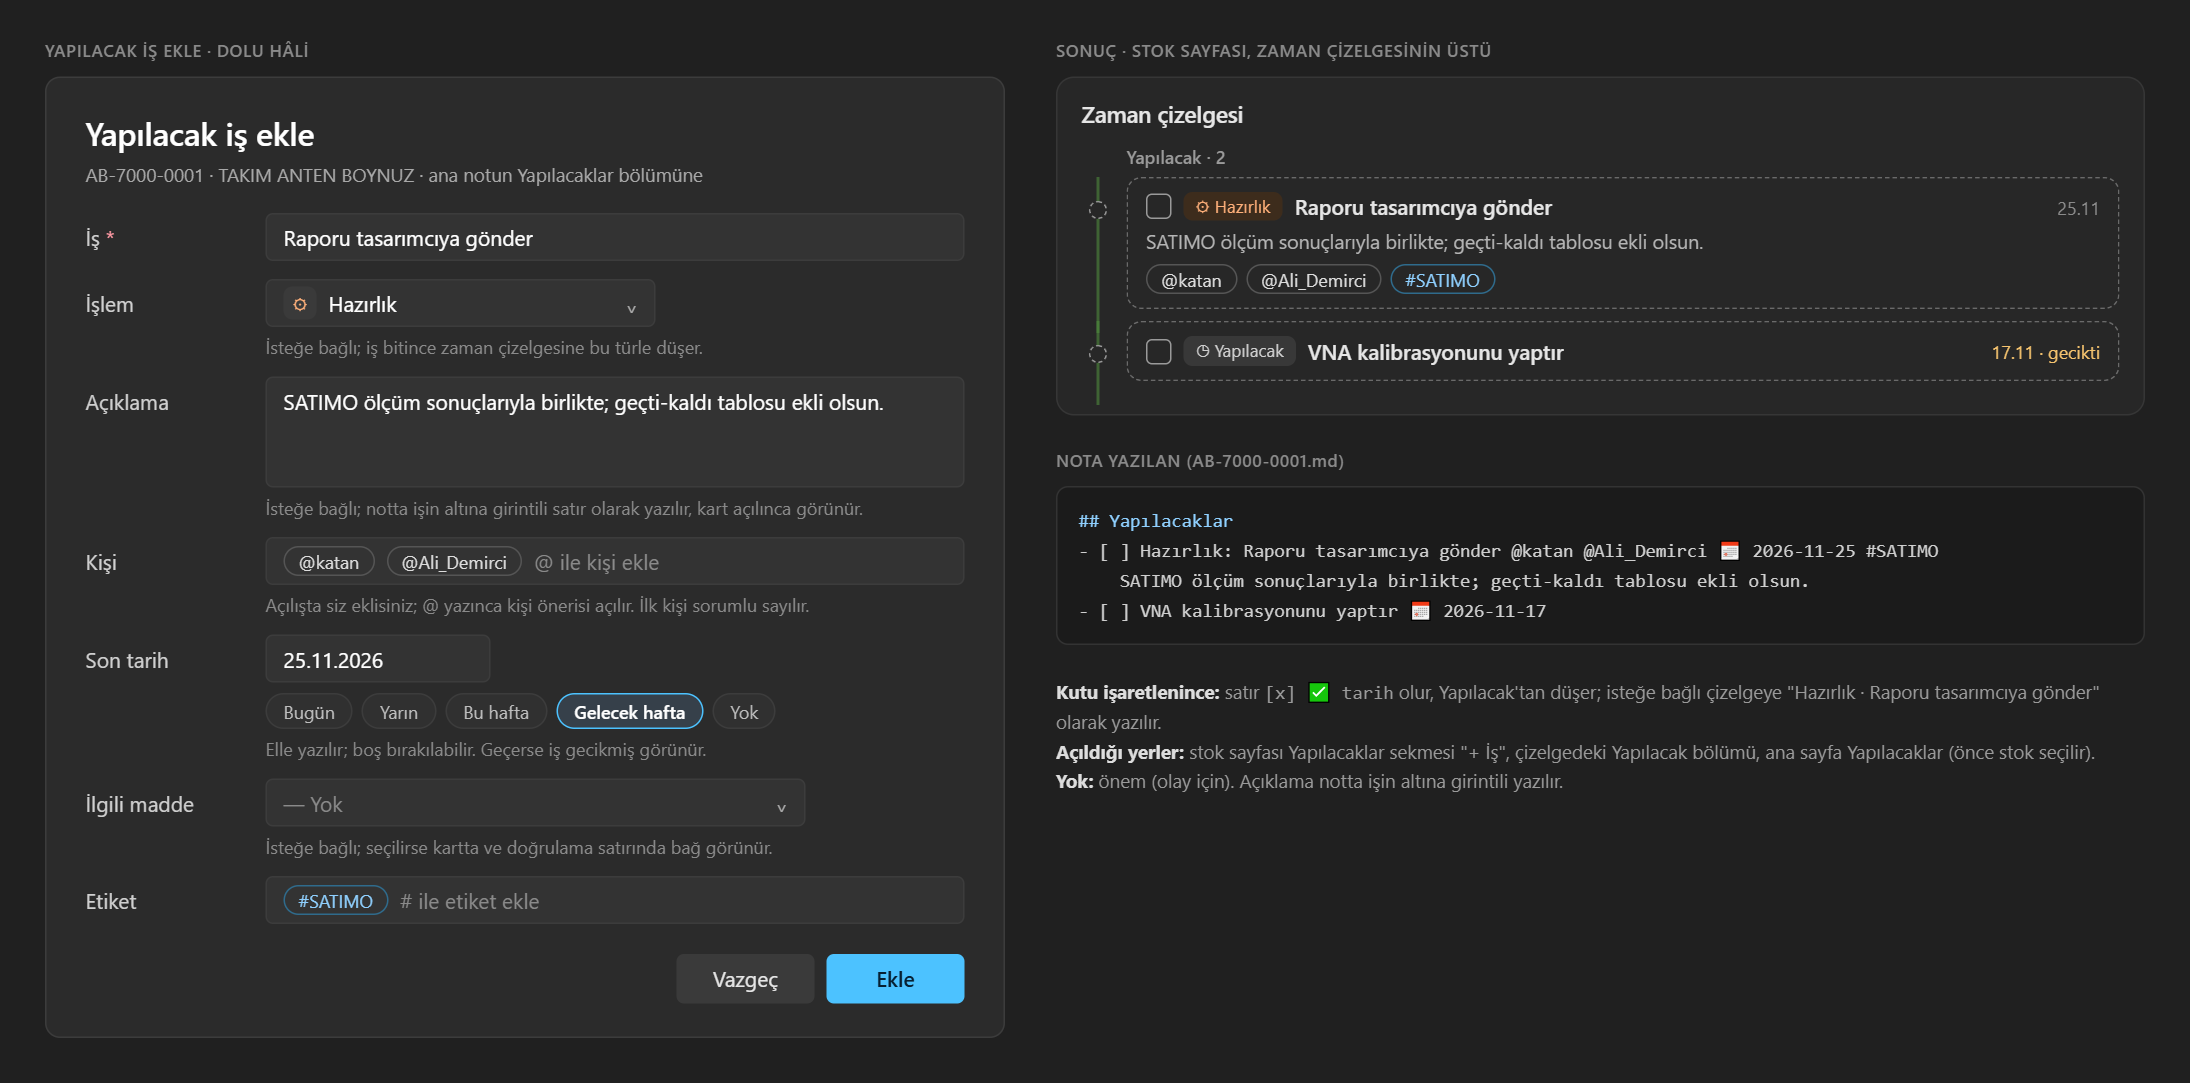 YAPILACAK İŞ EKLE · DOLU HÂLİ
Yapılacak iş ekle
AB-7000-0001 · TAKIM ANTEN BOYNUZ · ana notun Yapılacaklar bölümüne
İş *
Raporu tasarımcıya gönder
İşlem
Hazırlık
İsteğe bağlı; iş bitince zaman çizelgesine bu türle düşer.
Açıklama
SATIMO ölçüm sonuçlarıyla birlikte; geçti-kaldı tablosu ekli olsun.
İsteğe bağlı; notta işin altına girintili satır olarak yazılır, kart açılınca görünür.
Kişi
@katan @Ali_Demirci @ ile kişi ekle
Açılışta siz eklisiniz; @ yazınca kişi önerisi açılır. İlk kişi sorumlu sayılır.
Son tarih
25.11.2026
Bugün Yarın Bu hafta Gelecek hafta Yok
Elle yazılır; boş bırakılabilir. Geçerse iş gecikmiş görünür.
İlgili madde
— Yok
İsteğe bağlı; seçilirse kartta ve doğrulama satırında bağ görünür.
Etiket
#SATIMO # ile etiket ekle
Vazgeç Ekle
SONUÇ · STOK SAYFASI, ZAMAN ÇİZELGESİNİN ÜSTÜ
Zaman çizelgesi
Yapılacak · 2
Hazırlık Raporu tasarımcıya gönder 25.11
SATIMO ölçüm sonuçlarıyla birlikte; geçti-kaldı tablosu ekli olsun.
@katan @Ali_Demirci #SATIMO
Yapılacak VNA kalibrasyonunu yaptır 17.11 · gecikti
NOTA YAZILAN (AB-7000-0001.md)
## Yapılacaklar
- [ ] Hazırlık: Raporu tasarımcıya gönder @katan @Ali_Demirci 📅 2026-11-25 #SATIMO
SATIMO ölçüm sonuçlarıyla birlikte; geçti-kaldı tablosu ekli olsun.
- [ ] VNA kalibrasyonunu yaptır 📅 2026-11-17
Kutu işaretlenince: satır [x] ✅ tarih olur, Yapılacak'tan düşer; isteğe bağlı çizelgeye "Hazırlık · Raporu tasarımcıya gönder"
olarak yazılır.
Açıldığı yerler: stok sayfası Yapılacaklar sekmesi "+ İş", çizelgedeki Yapılacak bölümü, ana sayfa Yapılacaklar (önce stok seçilir).
Yok: önem (olay için). Açıklama notta işin altına girintili yazılır.